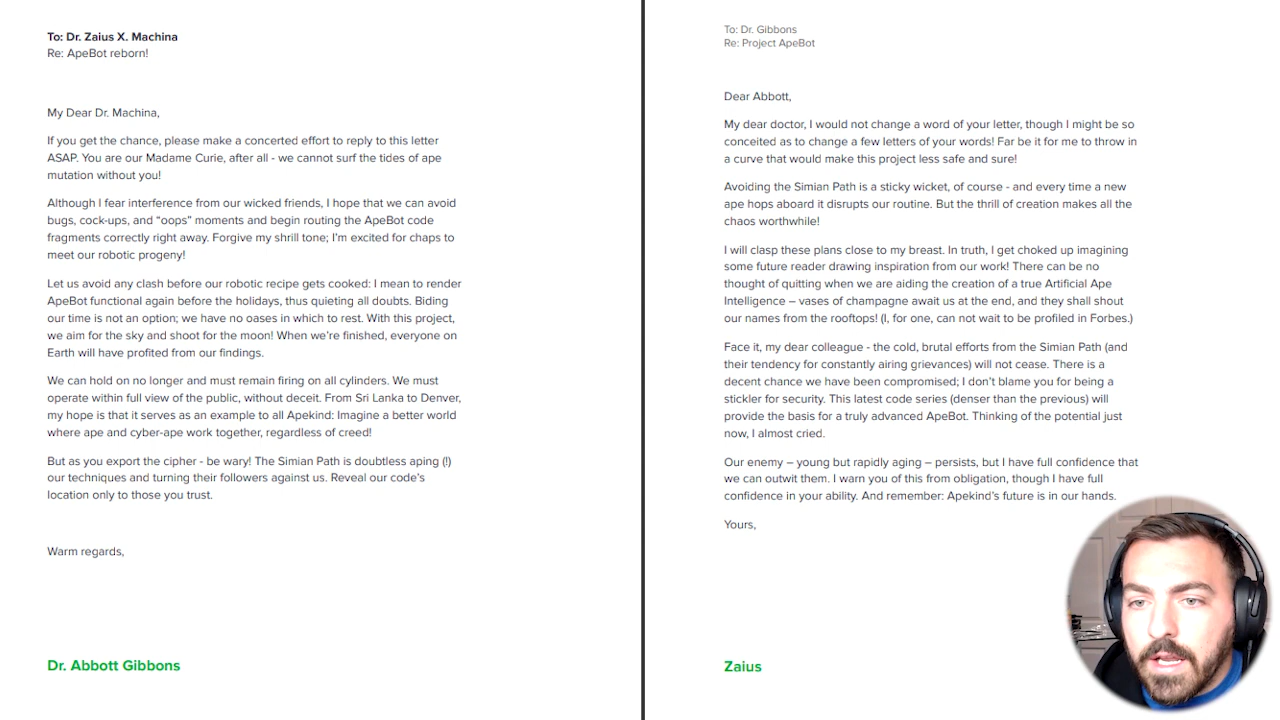 To: Dr. Zaius X. Machina
Re: ApeBot reborn!
My Dear Dr. Machina,
If you get the chance, please make a concerted effort to reply to this letter
ASAP. You are our Madame Curie, after all - we cannot surf the tides of ape
mutation without you!
Although I fear interference from our wicked friends, I hope that we can avoid
bugs, cock-ups, and “oops” moments and begin routing the ApeBot code
fragments correctly right away. Forgive my shrill tone; I’m excited for chaps to
meet our robotic progeny!
Let us avoid any clash before our robotic recipe gets cooked: I mean to render
ApeBot functional again before the holidays, thus quieting all doubts. Biding
our time is not an option; we have no oases in which to rest. With this project,
we aim for the sky and shoot for the moon! When we’re finished, everyone on
Earth will have profited from our findings.
We can hold on no longer and must remain firing on all cylinders. We must
operate within full view of the public, without deceit. From Sri Lanka to Denver,
my hope is that it serves as an example to all Apekind: Imagine a better world
where ape and cyber-ape work together, regardless of creed!
But as you export the cipher - be wary! The Simian Path is doubtless aping (!)
our techniques and turning their followers against us. Reveal our code’s
location only to those you trust.
Warm regards,
Dr. Abbott Gibbons
To: Dr. Gibbons
Re: Project ApeBot
Dear Abbott,
My dear doctor, I would not change a word of your letter, though I might be so
conceited as to change a few letters of your words! Far be it for me to throw in
a curve that would make this project less safe and sure!
Avoiding the Simian Path is a sticky wicket, of course - and every time a new
ape hops aboard it disrupts our routine. But the thrill of creation makes all the
chaos worthwhile!
I will clasp these plans close to my breast. In truth, I get choked up imagining
some future reader drawing inspiration from our work! There can be no
thought of quitting when we are aiding the creation of a true Artificial Ape
Intelligence – vases of champagne await us at the end, and they shall shout
our names from the rooftops! (I, for one, can not wait to be profiled in Forbes.)
Face it, my dear colleague - the cold, brutal efforts from the Simian Path (and
their tendency for constantly airing grievances) will not cease. There is a
decent chance we have been compromised; I don’t blame you for being a
stickler for security. This latest code series (denser than the previous) will
provide the basis for a truly advanced ApeBot. Thinking of the potential just
now, I almost cried.
Our enemy – young but rapidly aging – persists, but I have full confidence that
we can outwit them. I warn you of this from obligation, though I have full
confidence in your ability. And remember: Apekind’s future is in our hands.
Yours,
Zaius